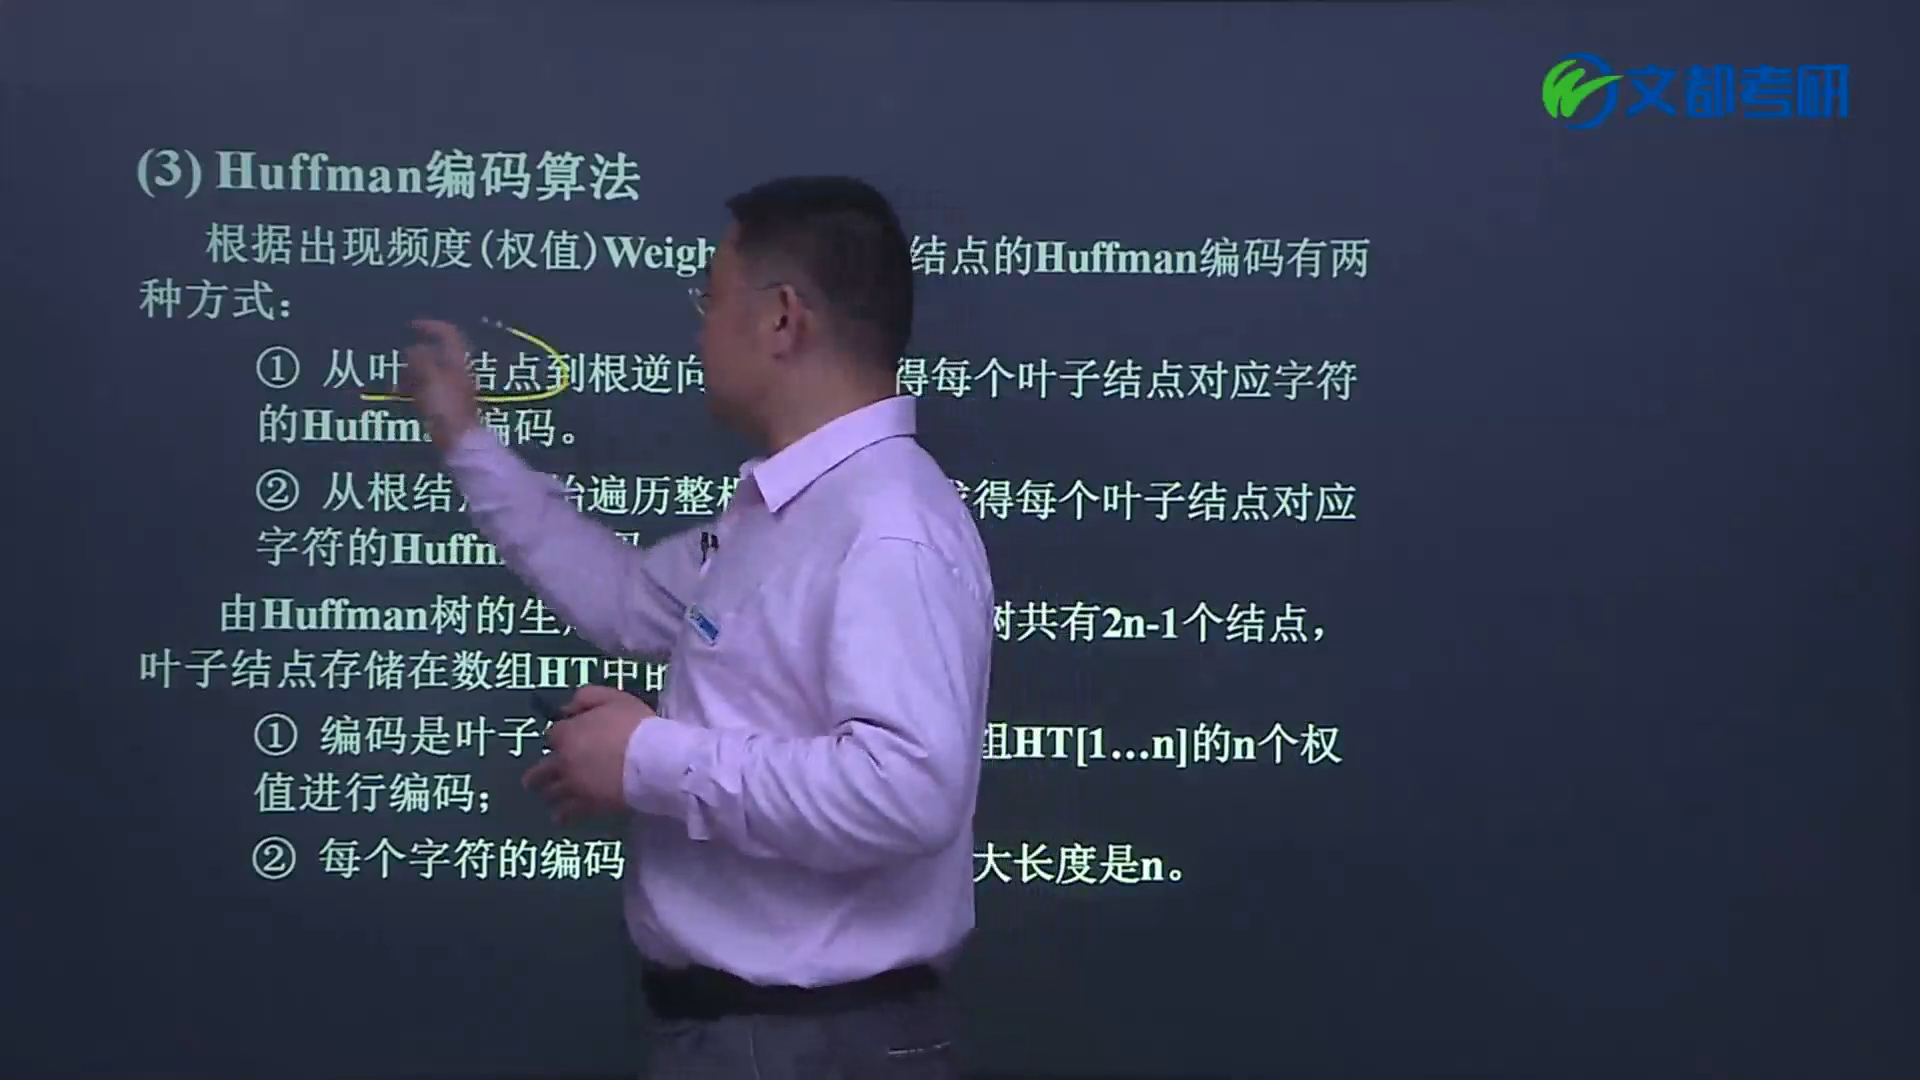 文都考研
(3) Huffman编码算法
根据出现频度(权值)Weigh 结点的Huffman编码有两
种方式：
① 从叶 结点到根逆向 得每个叶子结点对应字符
的Huffma 编码。
② 从根结 始遍历整 得每个叶子结点对应
字符的Huffm
由Huffman树的生 树共有2n-1个结点，
叶子结点存储在数组HT中的
① 编码是叶子 组HT[1…n]的n个权
值进行编码；
② 每个字符的编码 大长度是n。